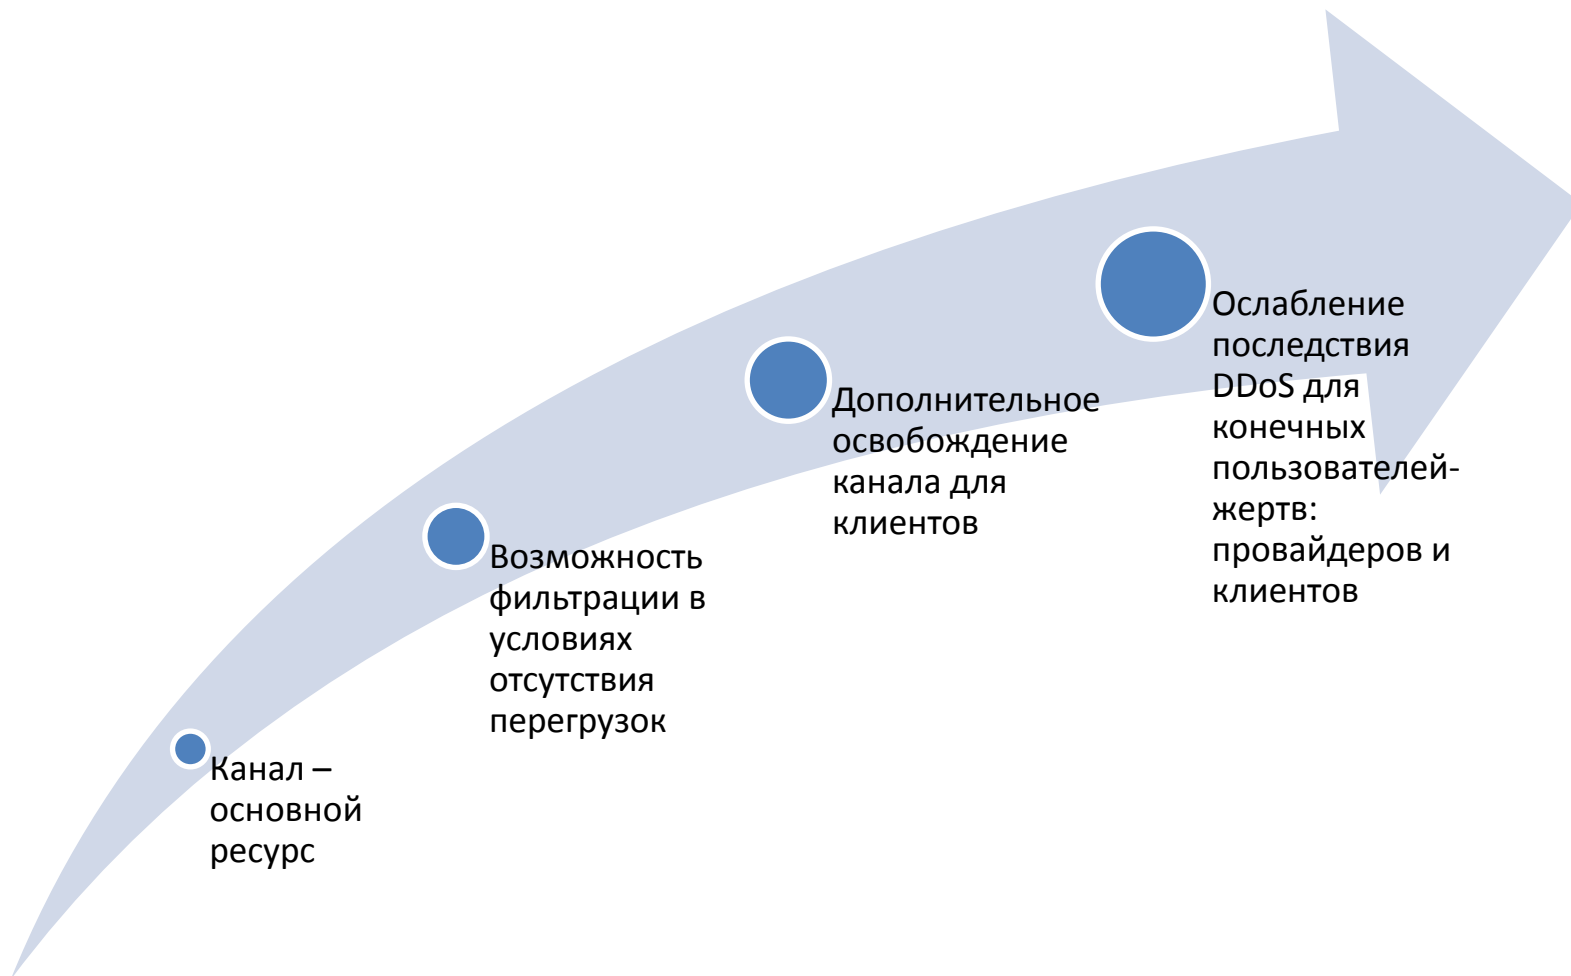 Канал –
основной
ресурс
Возможность
фильтрации в
условиях
отсутствия
перегрузок
Дополнительное
освобождение
канала для
клиентов
Ослабление
последствия
DDoS для
конечных
пользователей-
жертв:
провайдеров и
клиентов